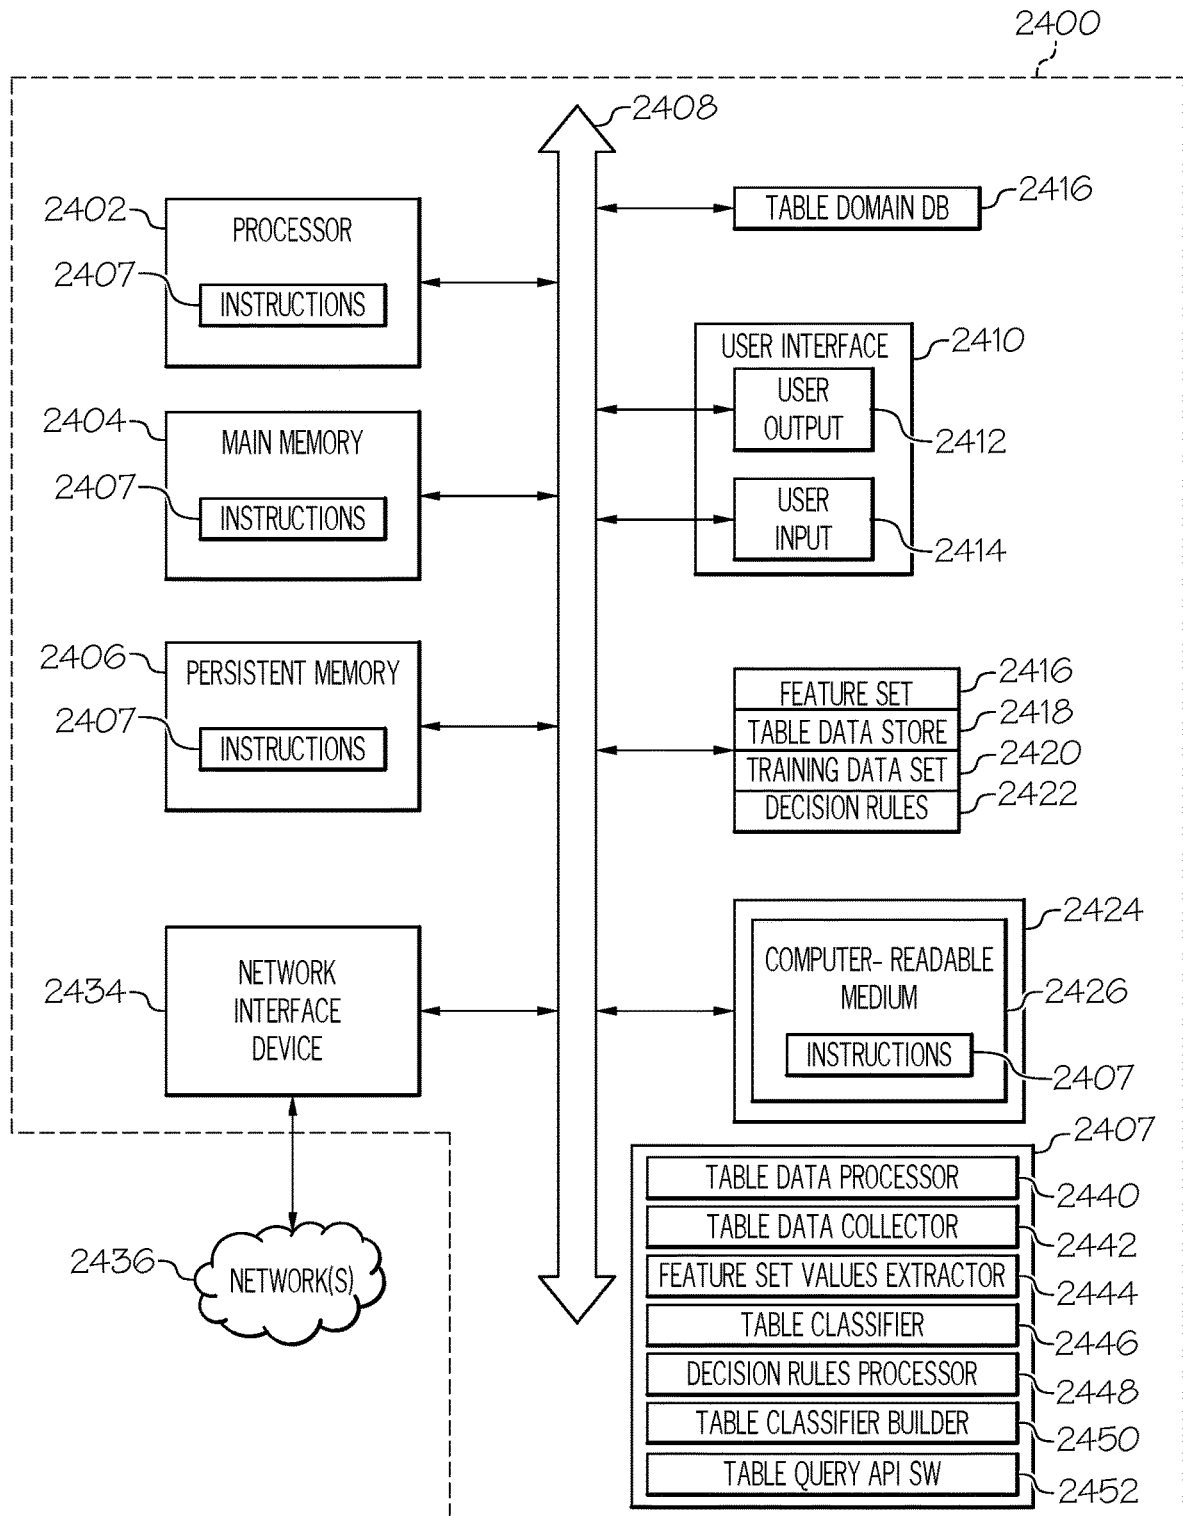 2400
2408
2402
PROCESSOR
2407
INSTRUCTIONS
TABLE DOMAIN DB
2416
USER INTERFACE
2410
USER
OUTPUT
2412
USER
INPUT
2414
2404
MAIN MEMORY
2407
INSTRUCTIONS
2406
PERSISTENT MEMORY
2407
INSTRUCTIONS
FEATURE SET
2416
TABLE DATA STORE
2418
TRAINING DATA SET
2420
DECISION RULES
2422
2434
NETWORK
INTERFACE
DEVICE
2424
COMPUTER- READABLE
MEDIUM
2426
INSTRUCTIONS
2407
2436
NETWORK(S)
2407
TABLE DATA PROCESSOR
2440
TABLE DATA COLLECTOR
2442
FEATURE SET VALUES EXTRACTOR
2444
TABLE CLASSIFIER
2446
DECISION RULES PROCESSOR
2448
TABLE CLASSIFIER BUILDER
2450
TABLE QUERY API SW
2452